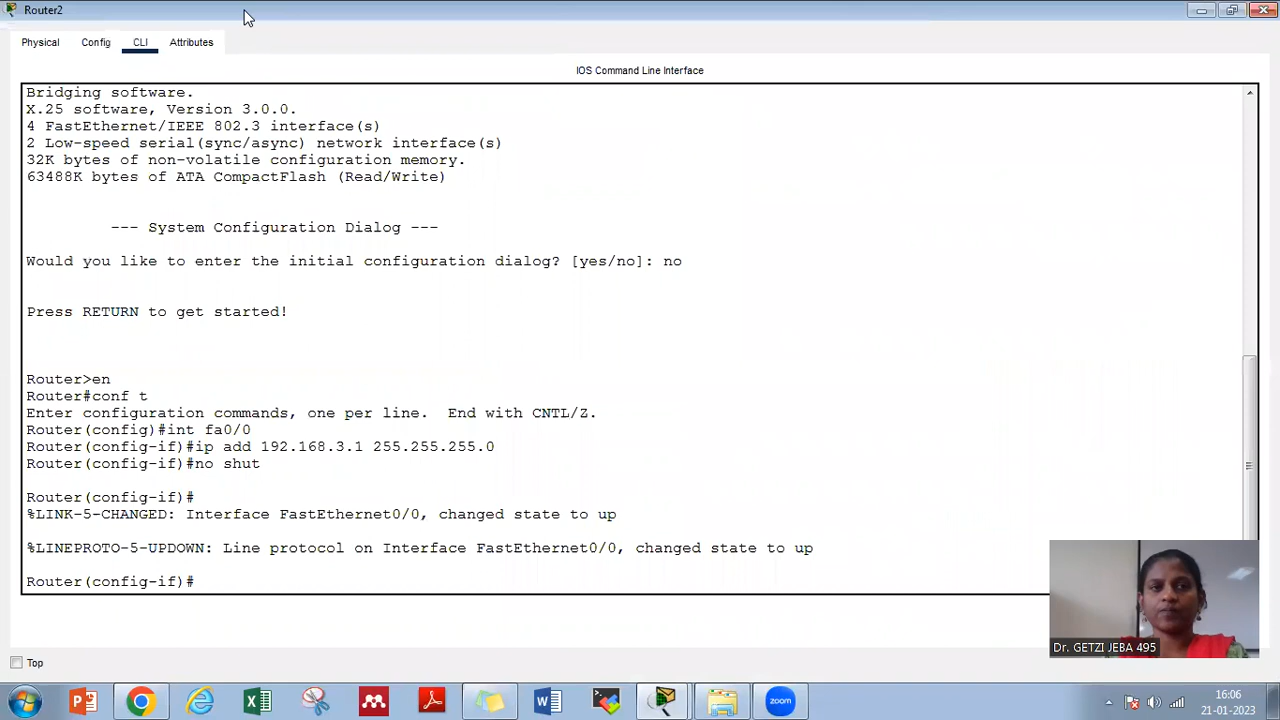 Router2
Physical Config CLI Attributes
IOS Command Line Interface
Bridging software.
X.25 software, Version 3.0.0.
4 FastEthernet/IEEE 802.3 interface(s)
2 Low-speed serial(sync/async) network interface(s)
32K bytes of non-volatile configuration memory.
63488K bytes of ATA CompactFlash (Read/Write)
--- System Configuration Dialog ---
Would you like to enter the initial configuration dialog? [yes/no]: no
Press RETURN to get started!
Router>en
Router#conf t
Enter configuration commands, one per line.  End with CNTL/Z.
Router(config)#int fa0/0
Router(config-if)#ip add 192.168.3.1 255.255.255.0
Router(config-if)#no shut
Router(config-if)#
%LINK-5-CHANGED: Interface FastEthernet0/0, changed state to up
%LINEPROTO-5-UPDOWN: Line protocol on Interface FastEthernet0/0, changed state to up
Router(config-if)#
Dr. GETZI JEBA 495
Top
zoom
16:06
21-01-2023